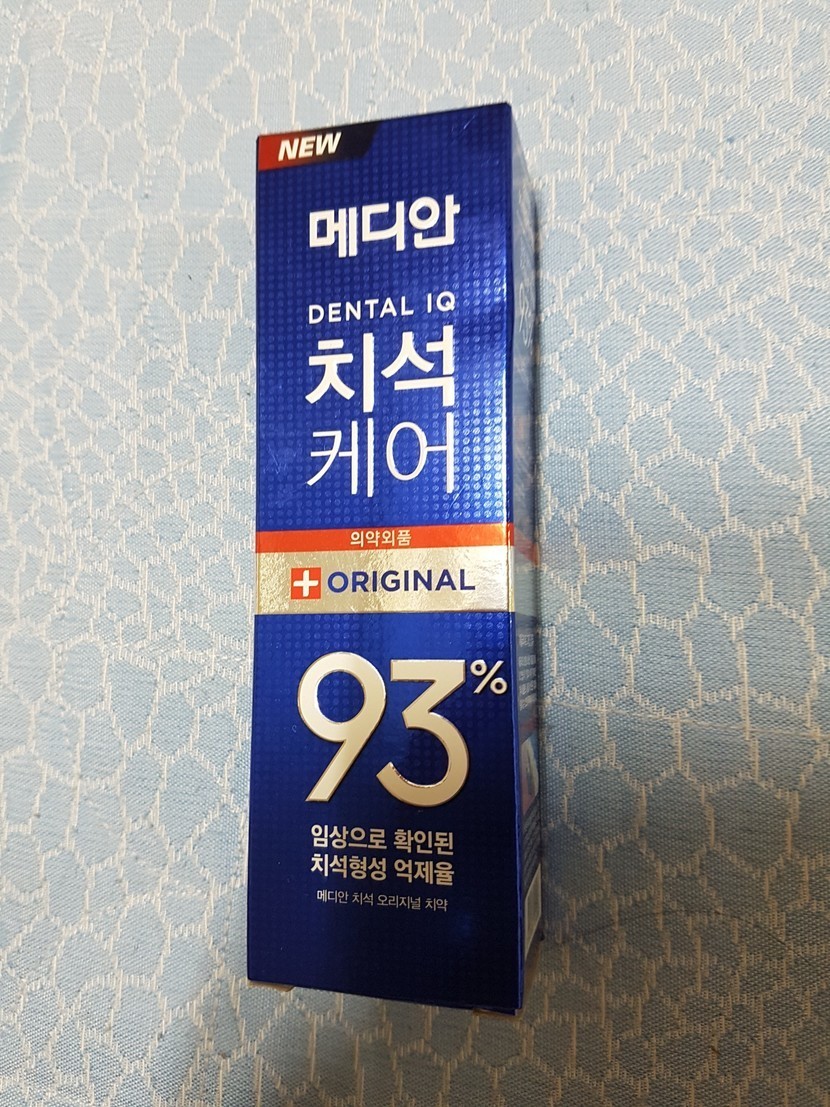 NEW
메디안
DENTAL IQ
치석
케어
의약외품
ORIGINAL
93%
임상으로 확인된
치석형성 억제율
메디안 치석 오리지널 치약